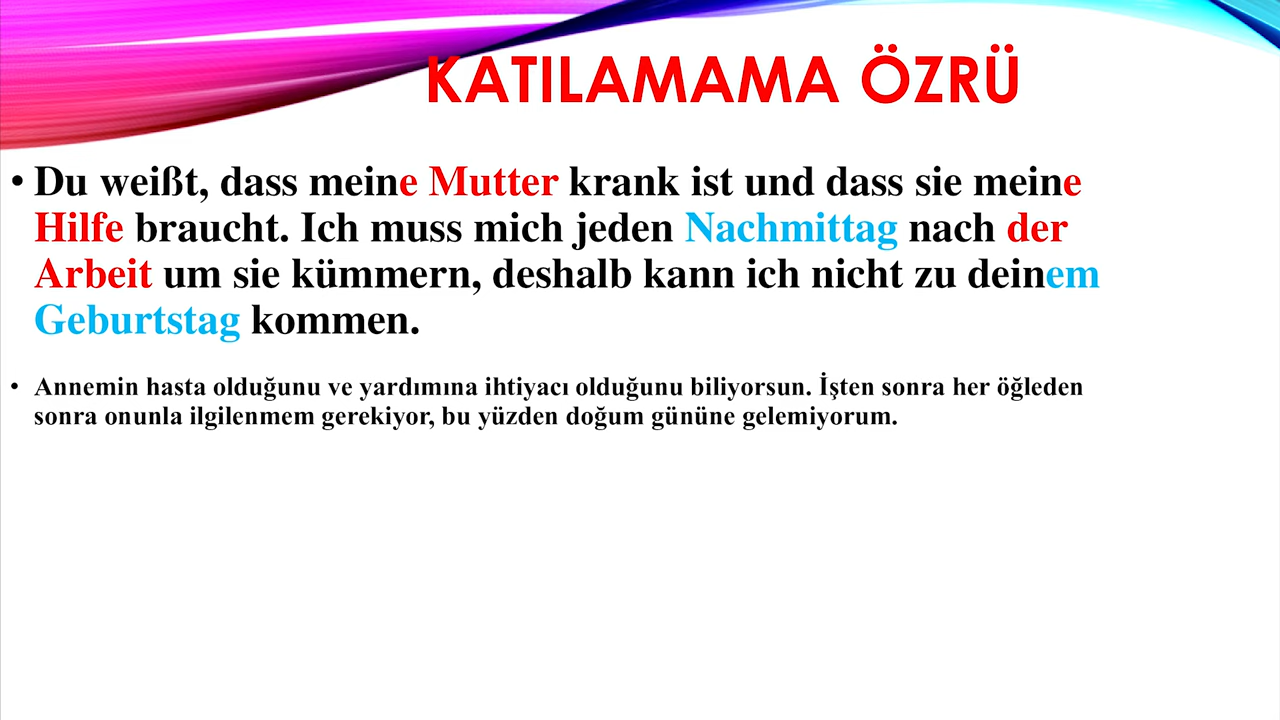 KATILAMAMA ÖZRÜ
• Du weißt, dass meine Mutter krank ist und dass sie meine
Hilfe braucht. Ich muss mich jeden Nachmittag nach der
Arbeit um sie kümmern, deshalb kann ich nicht zu deinem
Geburtstag kommen.
• Annemin hasta olduğunu ve yardımına ihtiyacı olduğunu biliyorsun. İşten sonra her öğleden
sonra onunla ilgilenmem gerekiyor, bu yüzden doğum gününe gelemiyorum.